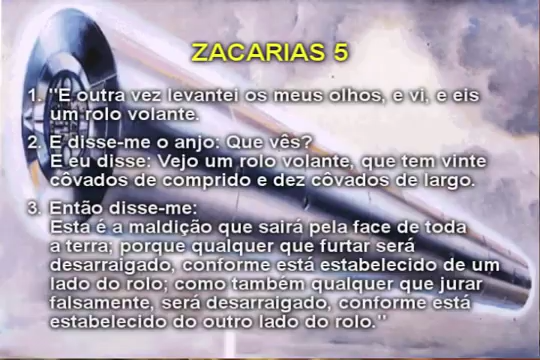 ZACARIAS 5
1. "E outra vez levantei os meus olhos, e vi, e eis
um rolo volante.
2. E disse-me o anjo: Que vês?
E eu disse: Vejo um rolo volante, que tem vinte
côvados de comprido e dez côvados de largo.
3. Então disse-me:
Esta é a maldição que sairá pela face de toda
a terra; porque qualquer que furtar será
desarraigado, conforme está estabelecido de um
lado do rolo; como também qualquer que jurar
falsamente, será desarraigado, conforme está
estabelecido do outro lado do rolo."